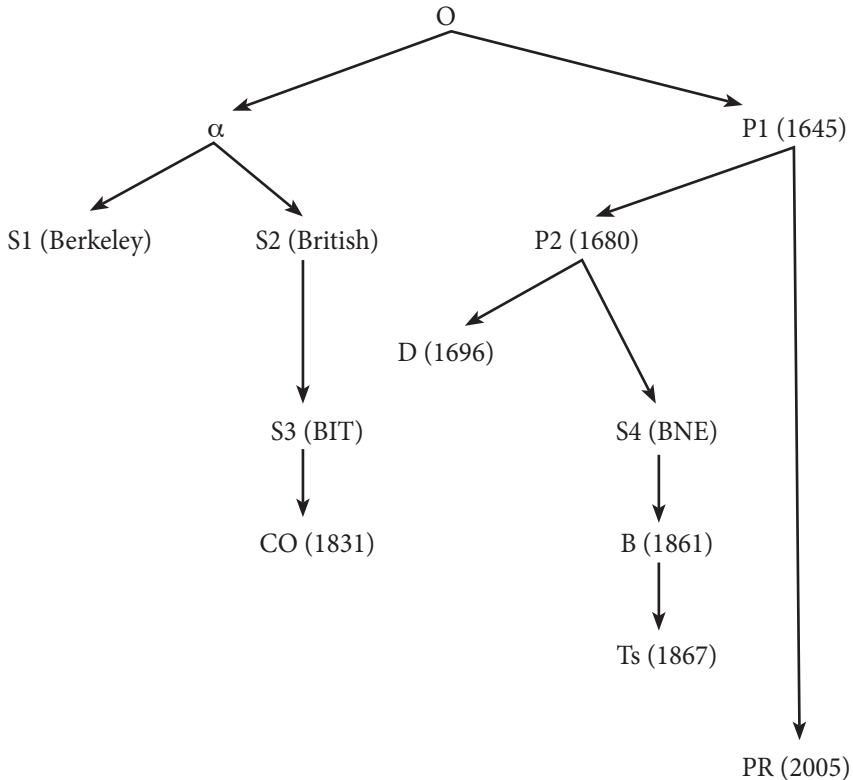 O
α
P1 (1645)
S1 (Berkeley)
S2 (British)
P2 (1680)
D (1696)
S3 (BIT)
S4 (BNE)
CO (1831)
B (1861)
Ts (1867)
PR (2005)